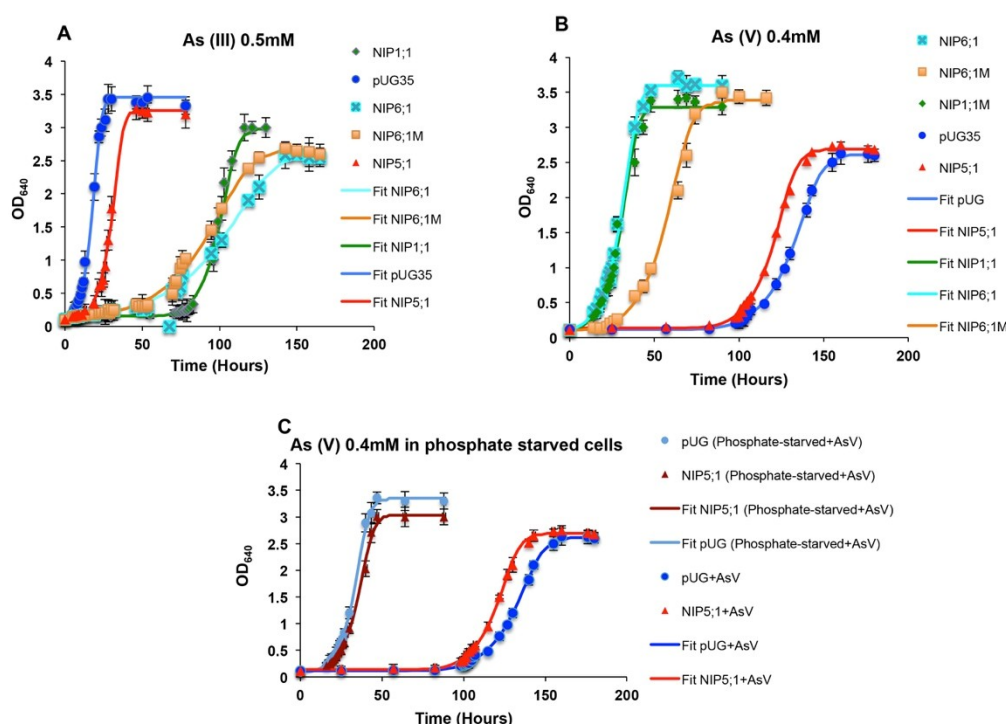 A
As (III) 0.5mM
OD640
4
3.5
3
2.5
2
1.5
1
0.5
0
0 50 100 150 200
Time (Hours)
NIP1;1
pUG35
NIP6;1
NIP6;1M
NIP5;1
Fit NIP6;1
Fit NIP6;1M
Fit NIP1;1
Fit pUG35
Fit NIP5;1
B
As (V) 0.4mM
OD640
4
3.5
3
2.5
2
1.5
1
0.5
0
0 50 100 150 200
Time (Hours)
NIP6;1
NIP6;1M
NIP1;1M
pUG35
NIP5;1
Fit pUG
Fit NIP5;1
Fit NIP1;1
Fit NIP6;1
Fit NIP6;1M
C
As (V) 0.4mM in phosphate starved cells
OD640
4
3.5
3
2.5
2
1.5
1
0.5
0
0 50 100 150 200
Time (Hours)
pUG (Phosphate-starved+AsV)
NIP5;1 (Phosphate-starved+AsV)
Fit NIP5;1 (Phosphate-starved+AsV)
Fit pUG (Phosphate-starved+AsV)
pUG+AsV
NIP5;1+AsV
Fit pUG+AsV
Fit NIP5;1+AsV